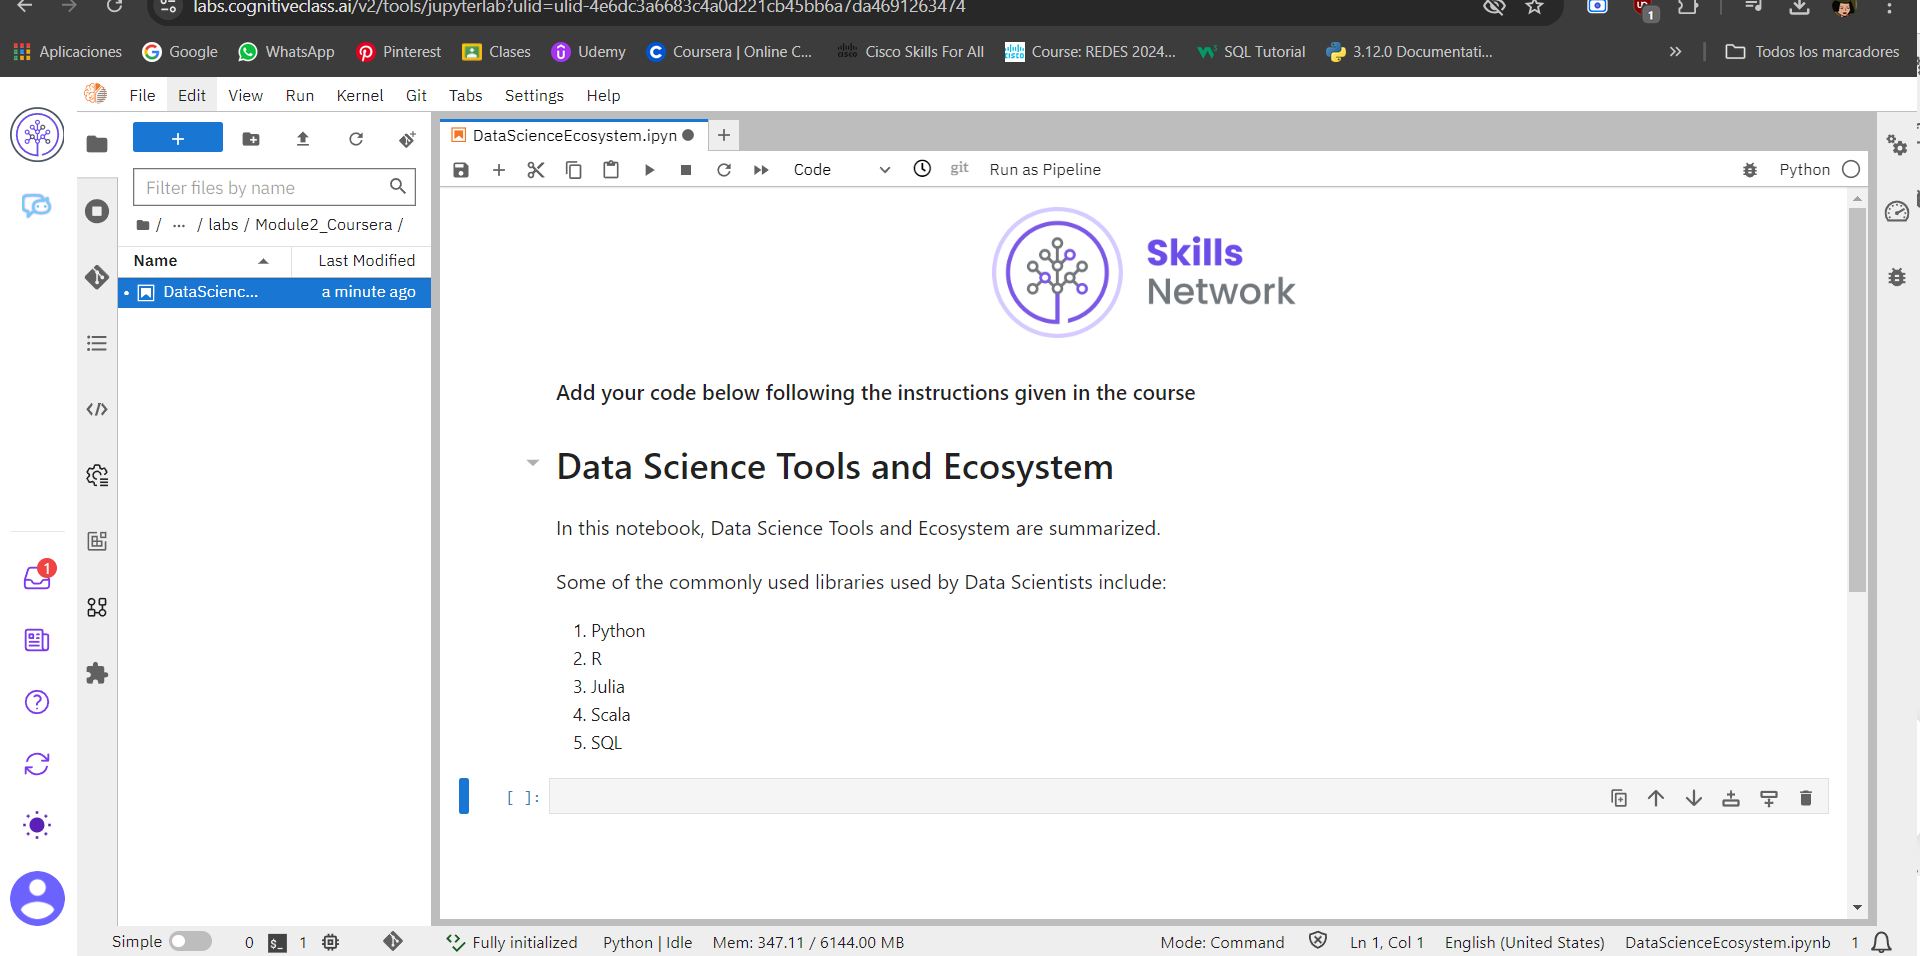 labs.cognitiveclass.ai/v2/tools/jupyterlab?ulid=ulid-4e6dc3a6683c4a0d221cb45bb6a7da4691263474
1
Aplicaciones Google WhatsApp Pinterest Clases Udemy Coursera | Online C... Cisco Skills For All Course: REDES 2024... SQL Tutorial 3.12.0 Documentati... » Todos los marcadores
File Edit View Run Kernel Git Tabs Settings Help
DataScienceEcosystem.ipyn
Code git Run as Pipeline Python
Filter files by name
/ ... / labs / Module2_Coursera /
Name Last Modified
DataScienc... a minute ago
Skills
Network
Add your code below following the instructions given in the course
Data Science Tools and Ecosystem
In this notebook, Data Science Tools and Ecosystem are summarized.
Some of the commonly used libraries used by Data Scientists include:
1. Python
2. R
3. Julia
4. Scala
5. SQL
[ ]:
1
Simple 0 $_ 1 Fully initialized Python | Idle Mem: 347.11 / 6144.00 MB Mode: Command Ln 1, Col 1 English (United States) DataScienceEcosystem.ipynb 1